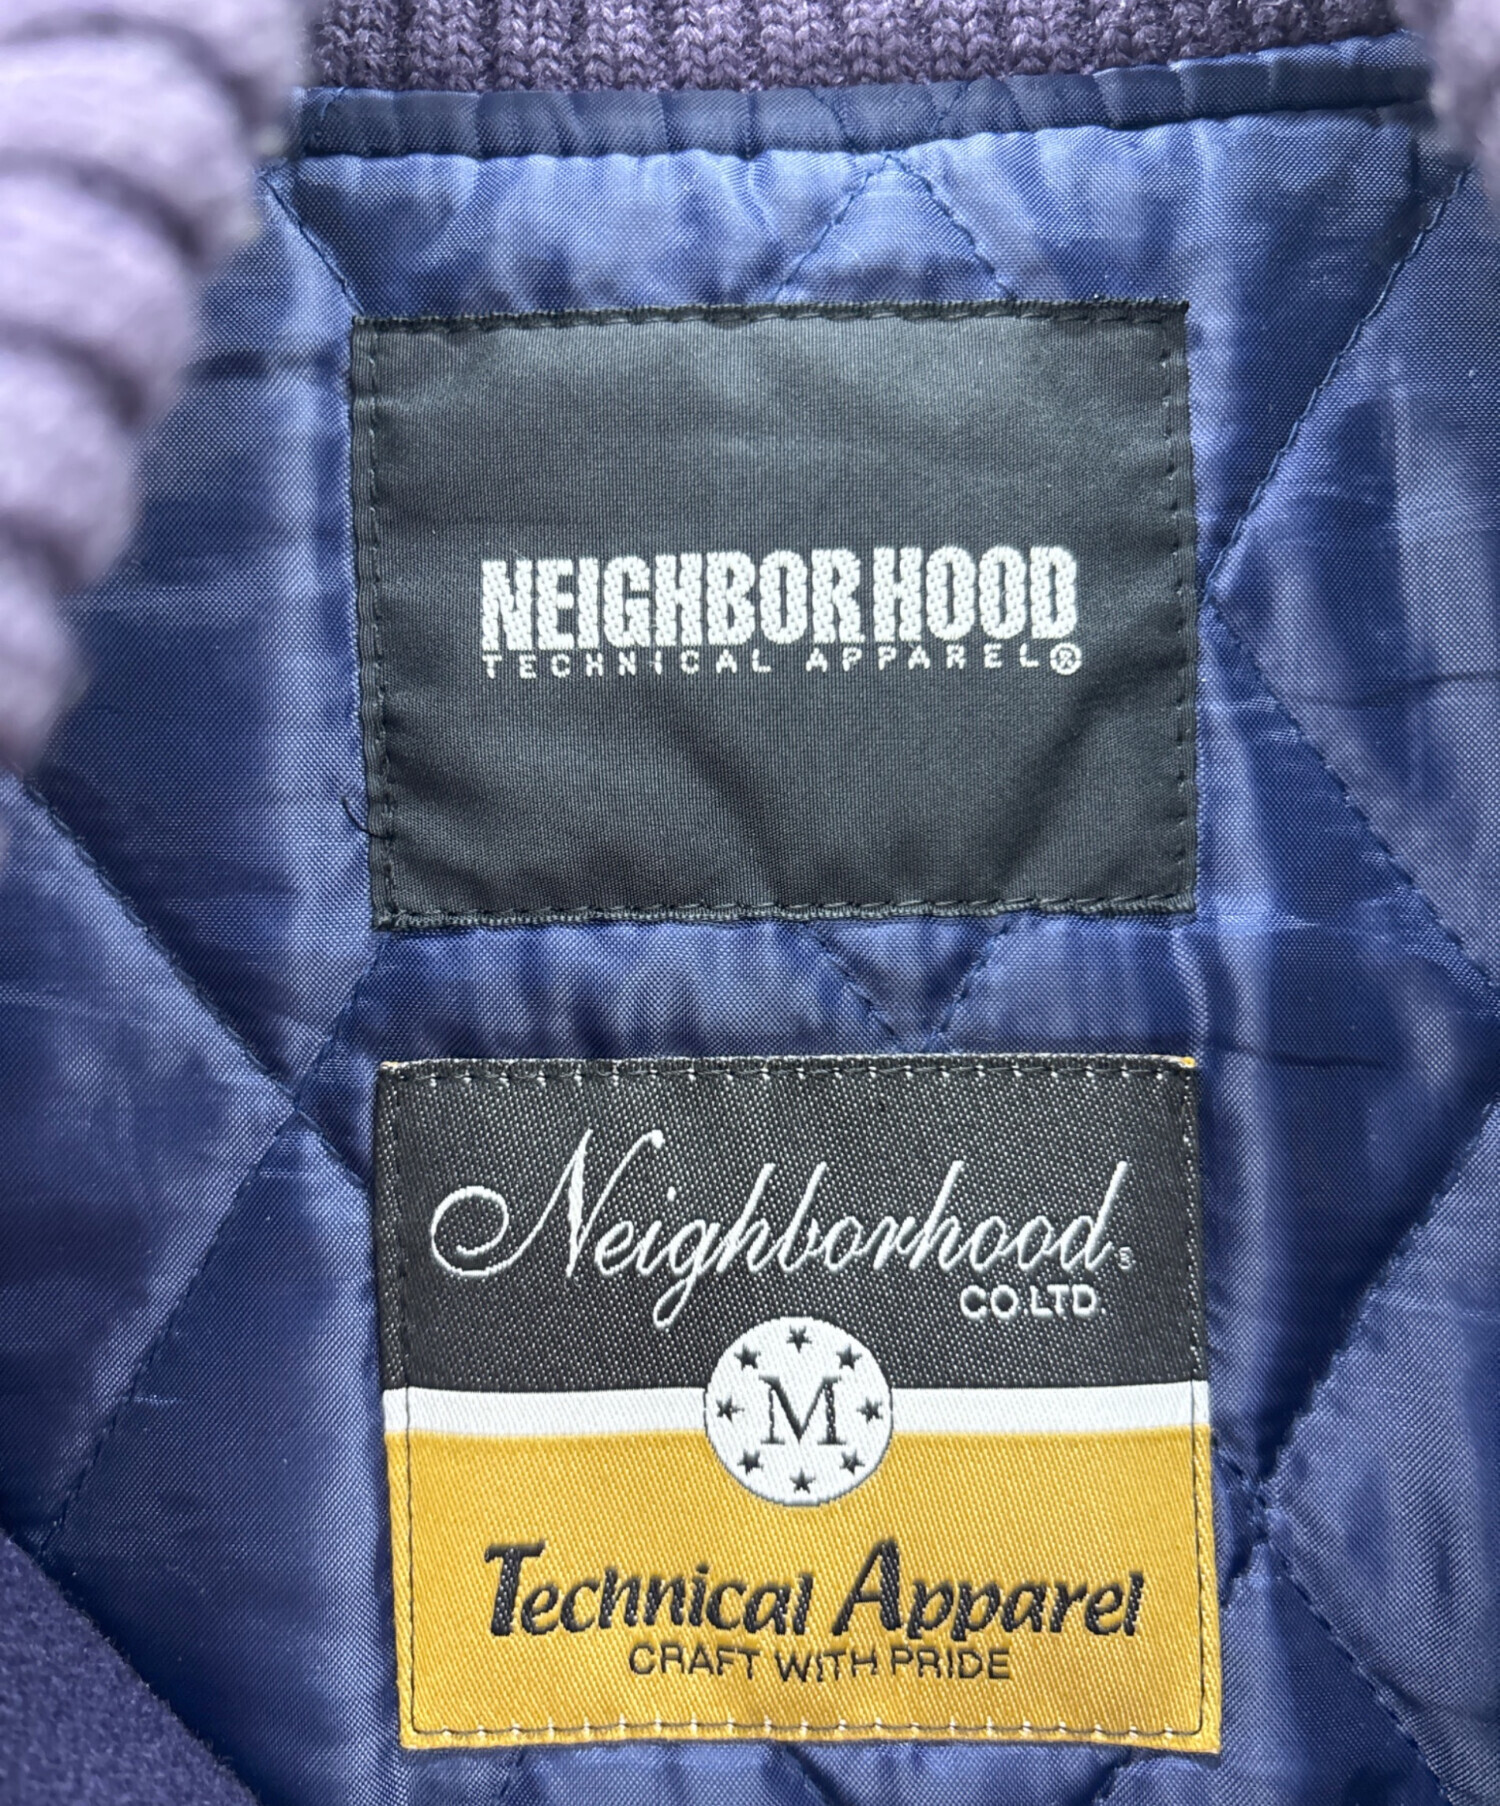 NEIGHBORHOOD
TECHNICAL APPAREL®
Neighborhood
CO.LTD.
M
Technical Apparel
CRAFT WITH PRIDE